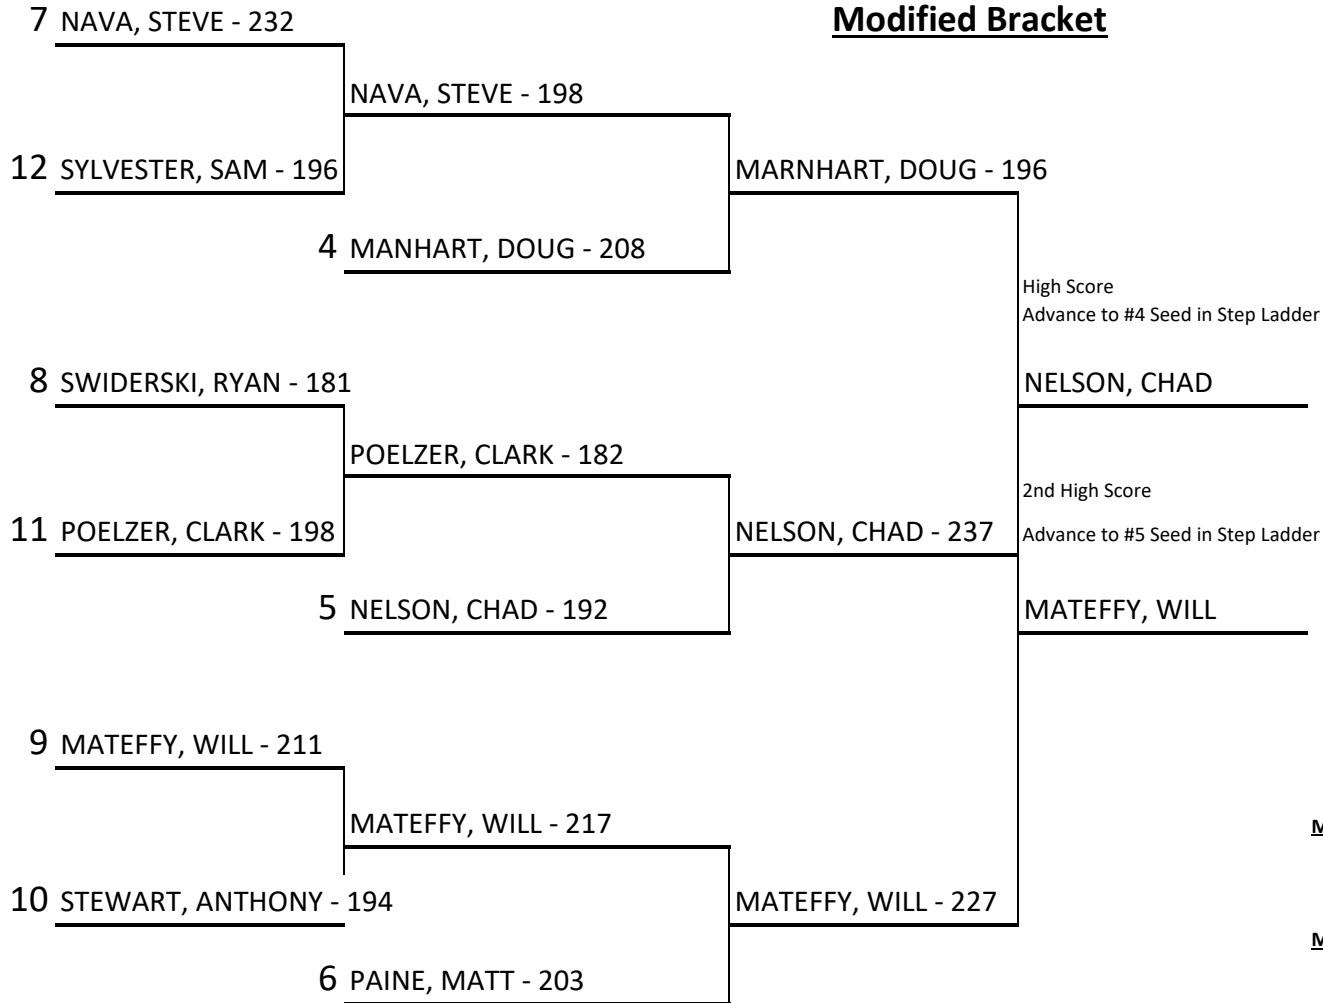 Modified Bracket
7 NAVA, STEVE - 232
NAVA, STEVE - 198
12 SYLVESTER, SAM - 196
MARNHART, DOUG - 196
4 MANHART, DOUG - 208
High Score
Advance to #4 Seed in Step Ladder
8 SWIDERSKI, RYAN - 181
NELSON, CHAD
POELZER, CLARK - 182
2nd High Score
11 POELZER, CLARK - 198
NELSON, CHAD - 237
Advance to #5 Seed in Step Ladder
5 NELSON, CHAD - 192
MATEFFY, WILL
9 MATEFFY, WILL - 211
MATEFFY, WILL - 217
M
10 STEWART, ANTHONY - 194
MATEFFY, WILL - 227
M
6 PAINE, MATT - 203